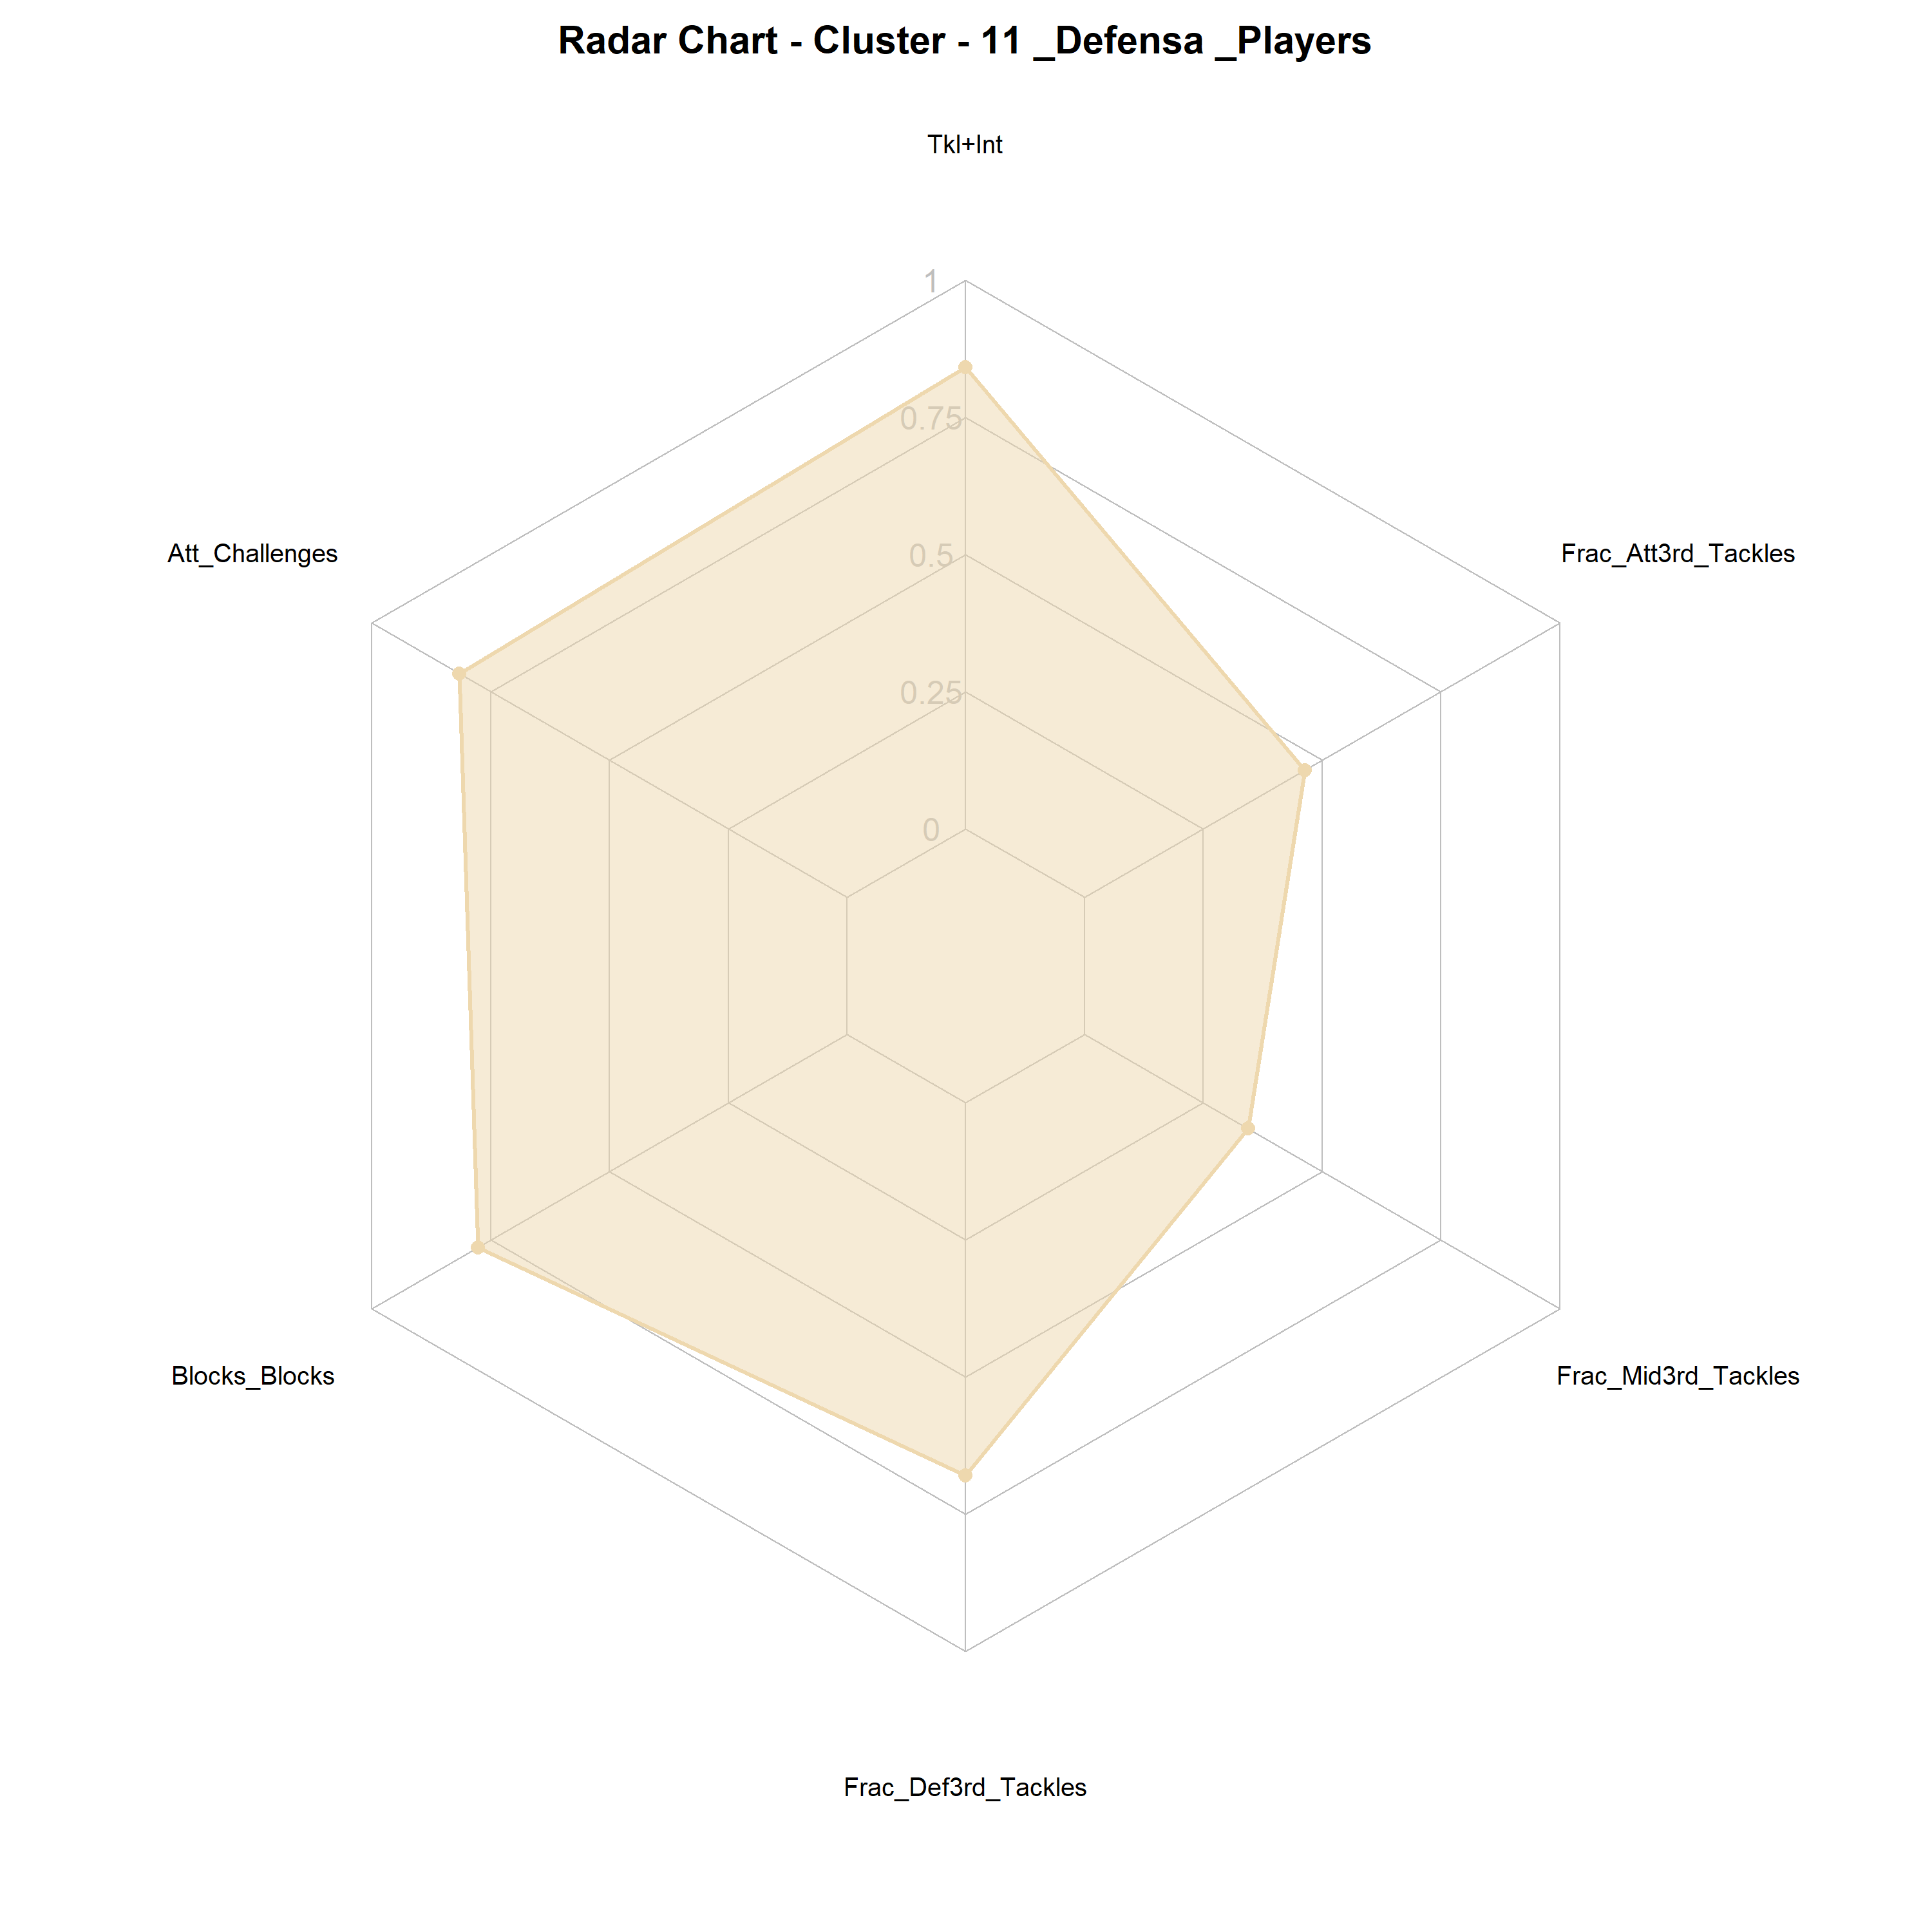 Radar Chart - Cluster - 11 _Defensa _Players
Tkl+Int
1
0.75
0.5
Att_Challenges
Frac_Att3rd_Tackles
0.25
0
Blocks_Blocks
Frac_Mid3rd_Tackles
Frac_Def3rd_Tackles